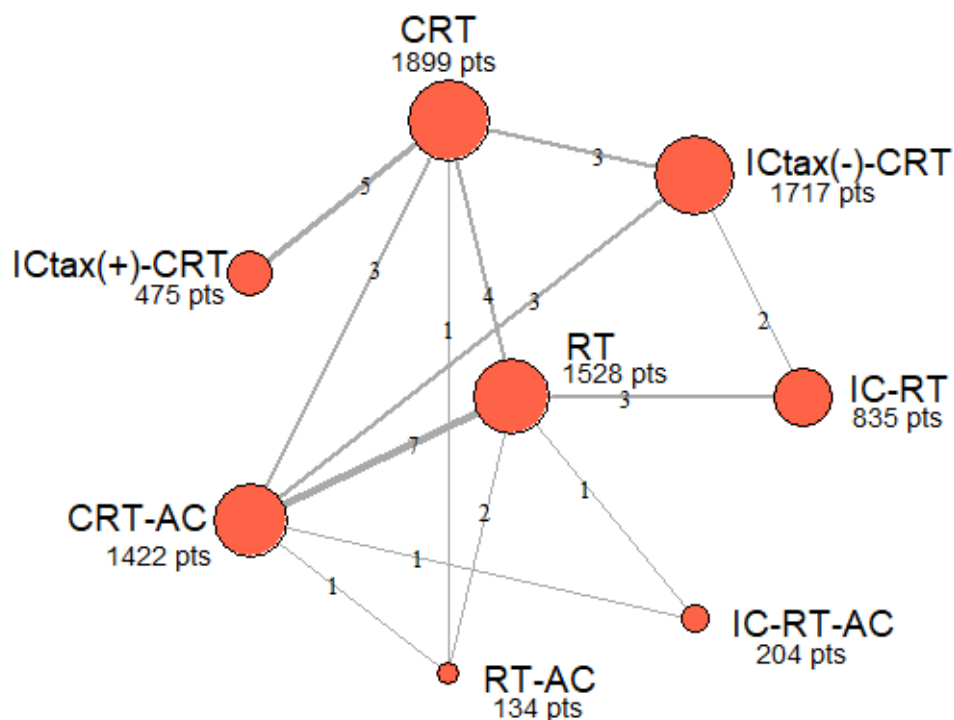 CRT
1899 pts
3
ICtax(-)-CRT
1717 pts
5
ICtax(+)-CRT
475 pts
3
4
3
1
2
RT
1528 pts
3
IC-RT
835 pts
7
1
2
CRT-AC
1422 pts
1
1
IC-RT-AC
204 pts
RT-AC
134 pts